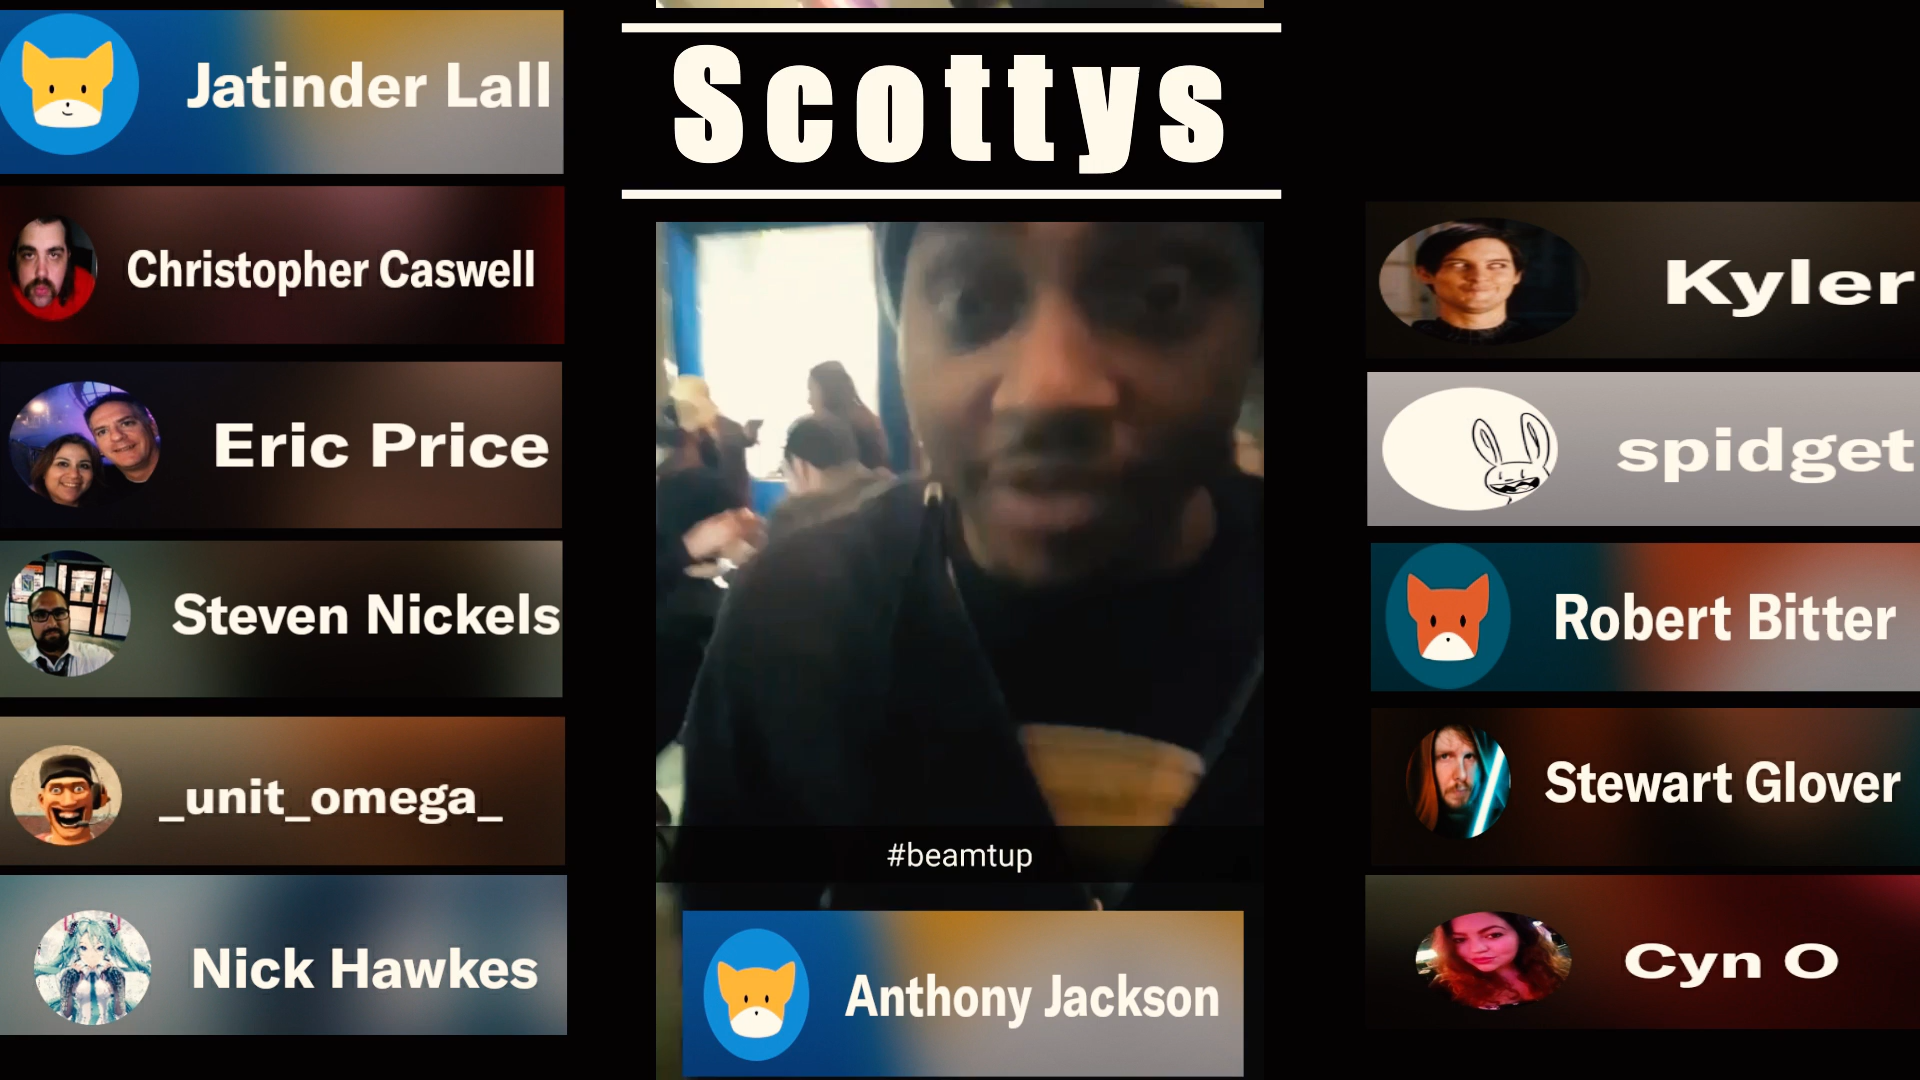 Scottys
Jatinder Lall
Christopher Caswell
Eric Price
Steven Nickels
_unit_omega_
Nick Hawkes
#beamtup
Anthony Jackson
Kyler
spidget
Robert Bitter
Stewart Glover
Cyn O